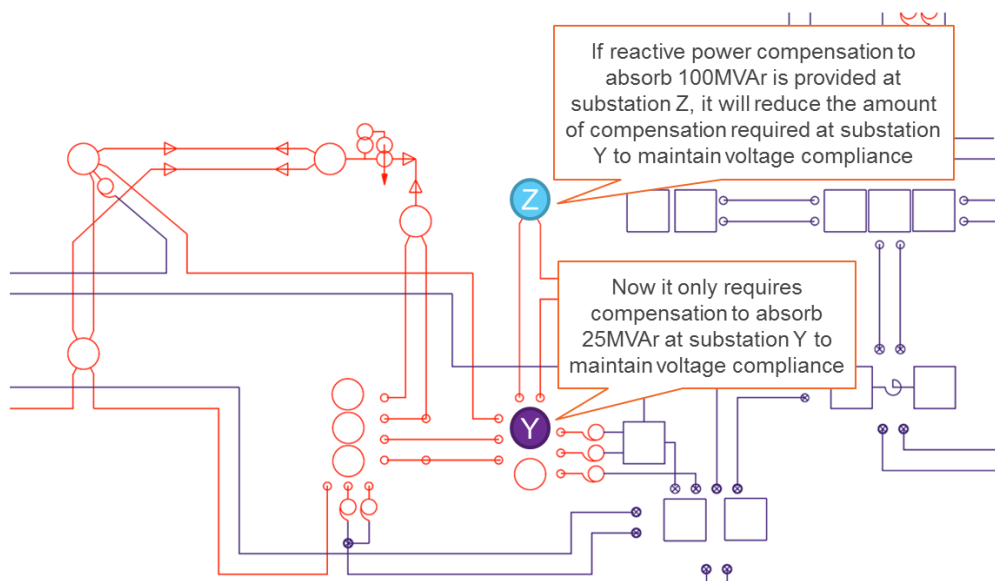 If reactive power compensation to
absorb 100MVAr is provided at
substation Z, it will reduce the amount
of compensation required at substation
Y to maintain voltage compliance
Z
Now it only requires
compensation to absorb
25MVAr at substation Y to
maintain voltage compliance
Y